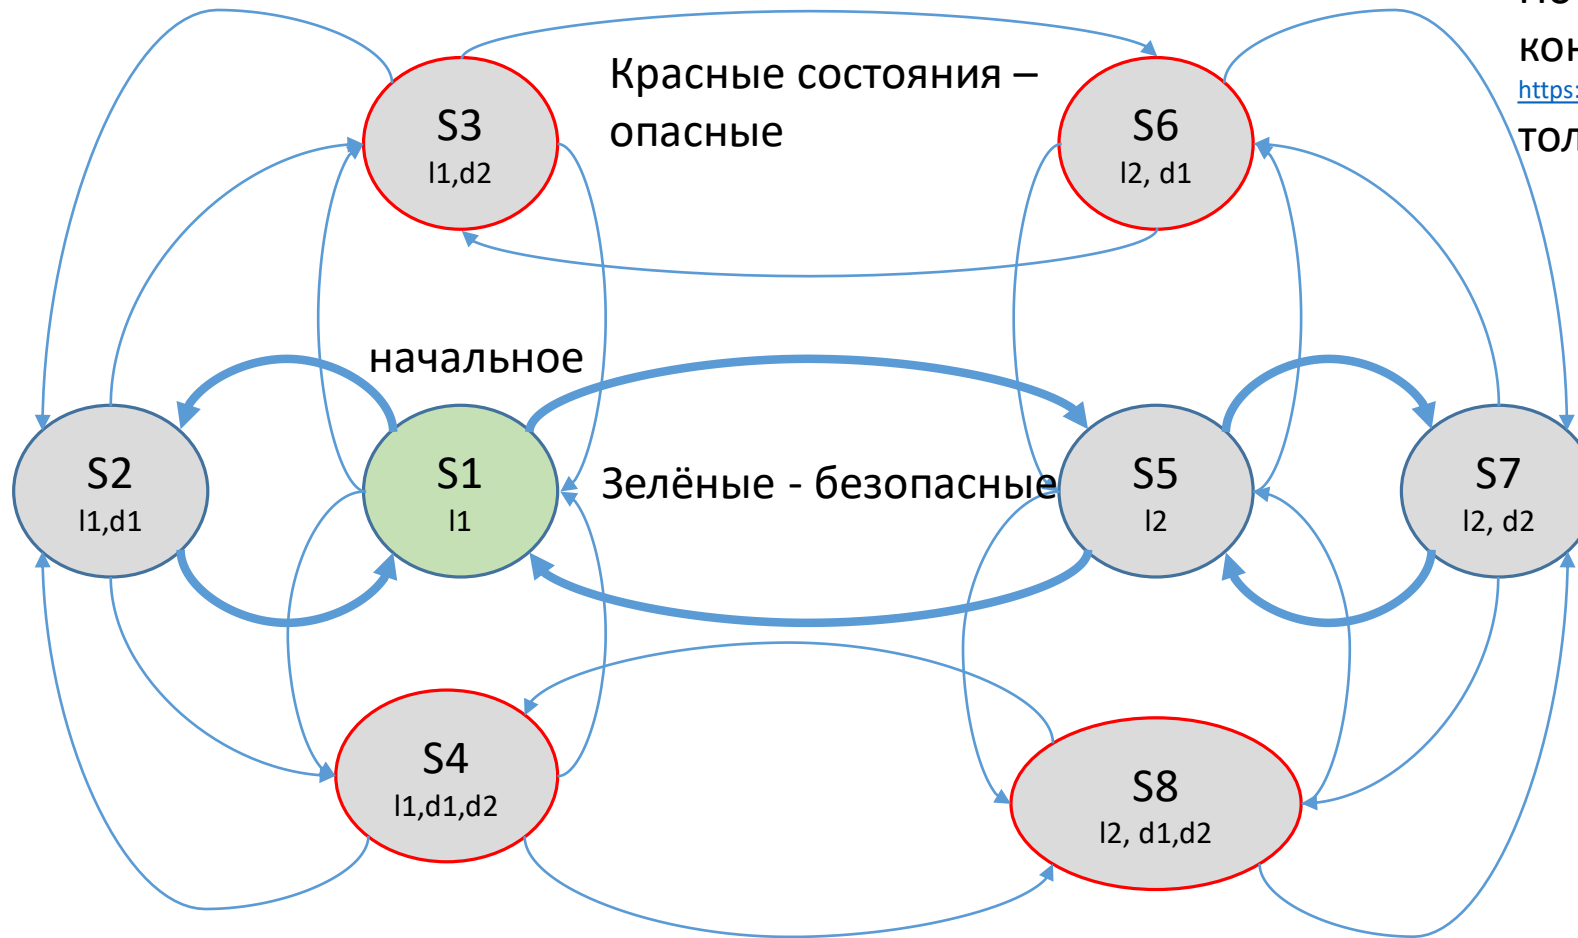 Красные состояния –
опасные
https:
S3
l1,d2
S6
l2, d1
начальное
S2
l1,d1
S1
l1
Зелёные - безопасные
S5
l2
S7
l2, d2
S4
l1,d1,d2
S8
l2, d1,d2